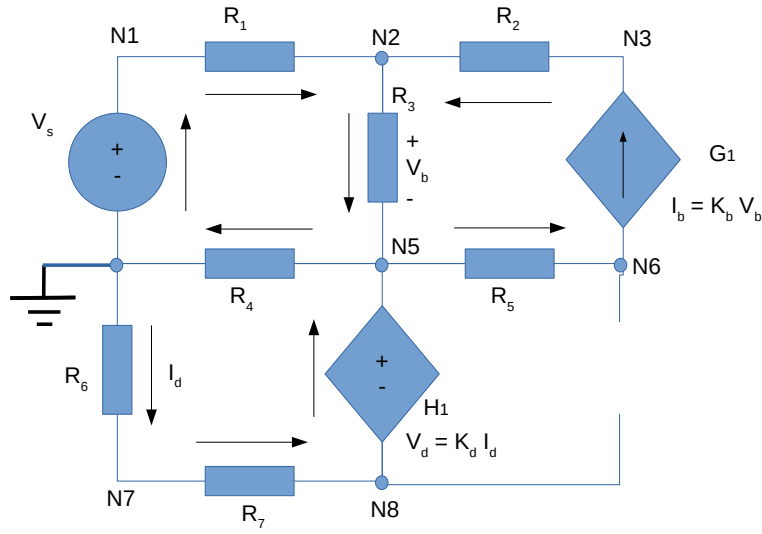 N1
R1
N2
R2
N3
Vs
+
-
R3
+
Vb
-
G1
Ib = Kb Vb
N5
N6
R4
R5
R6
Id
+
-
H1
Vd = Kd Id
N7
R7
N8